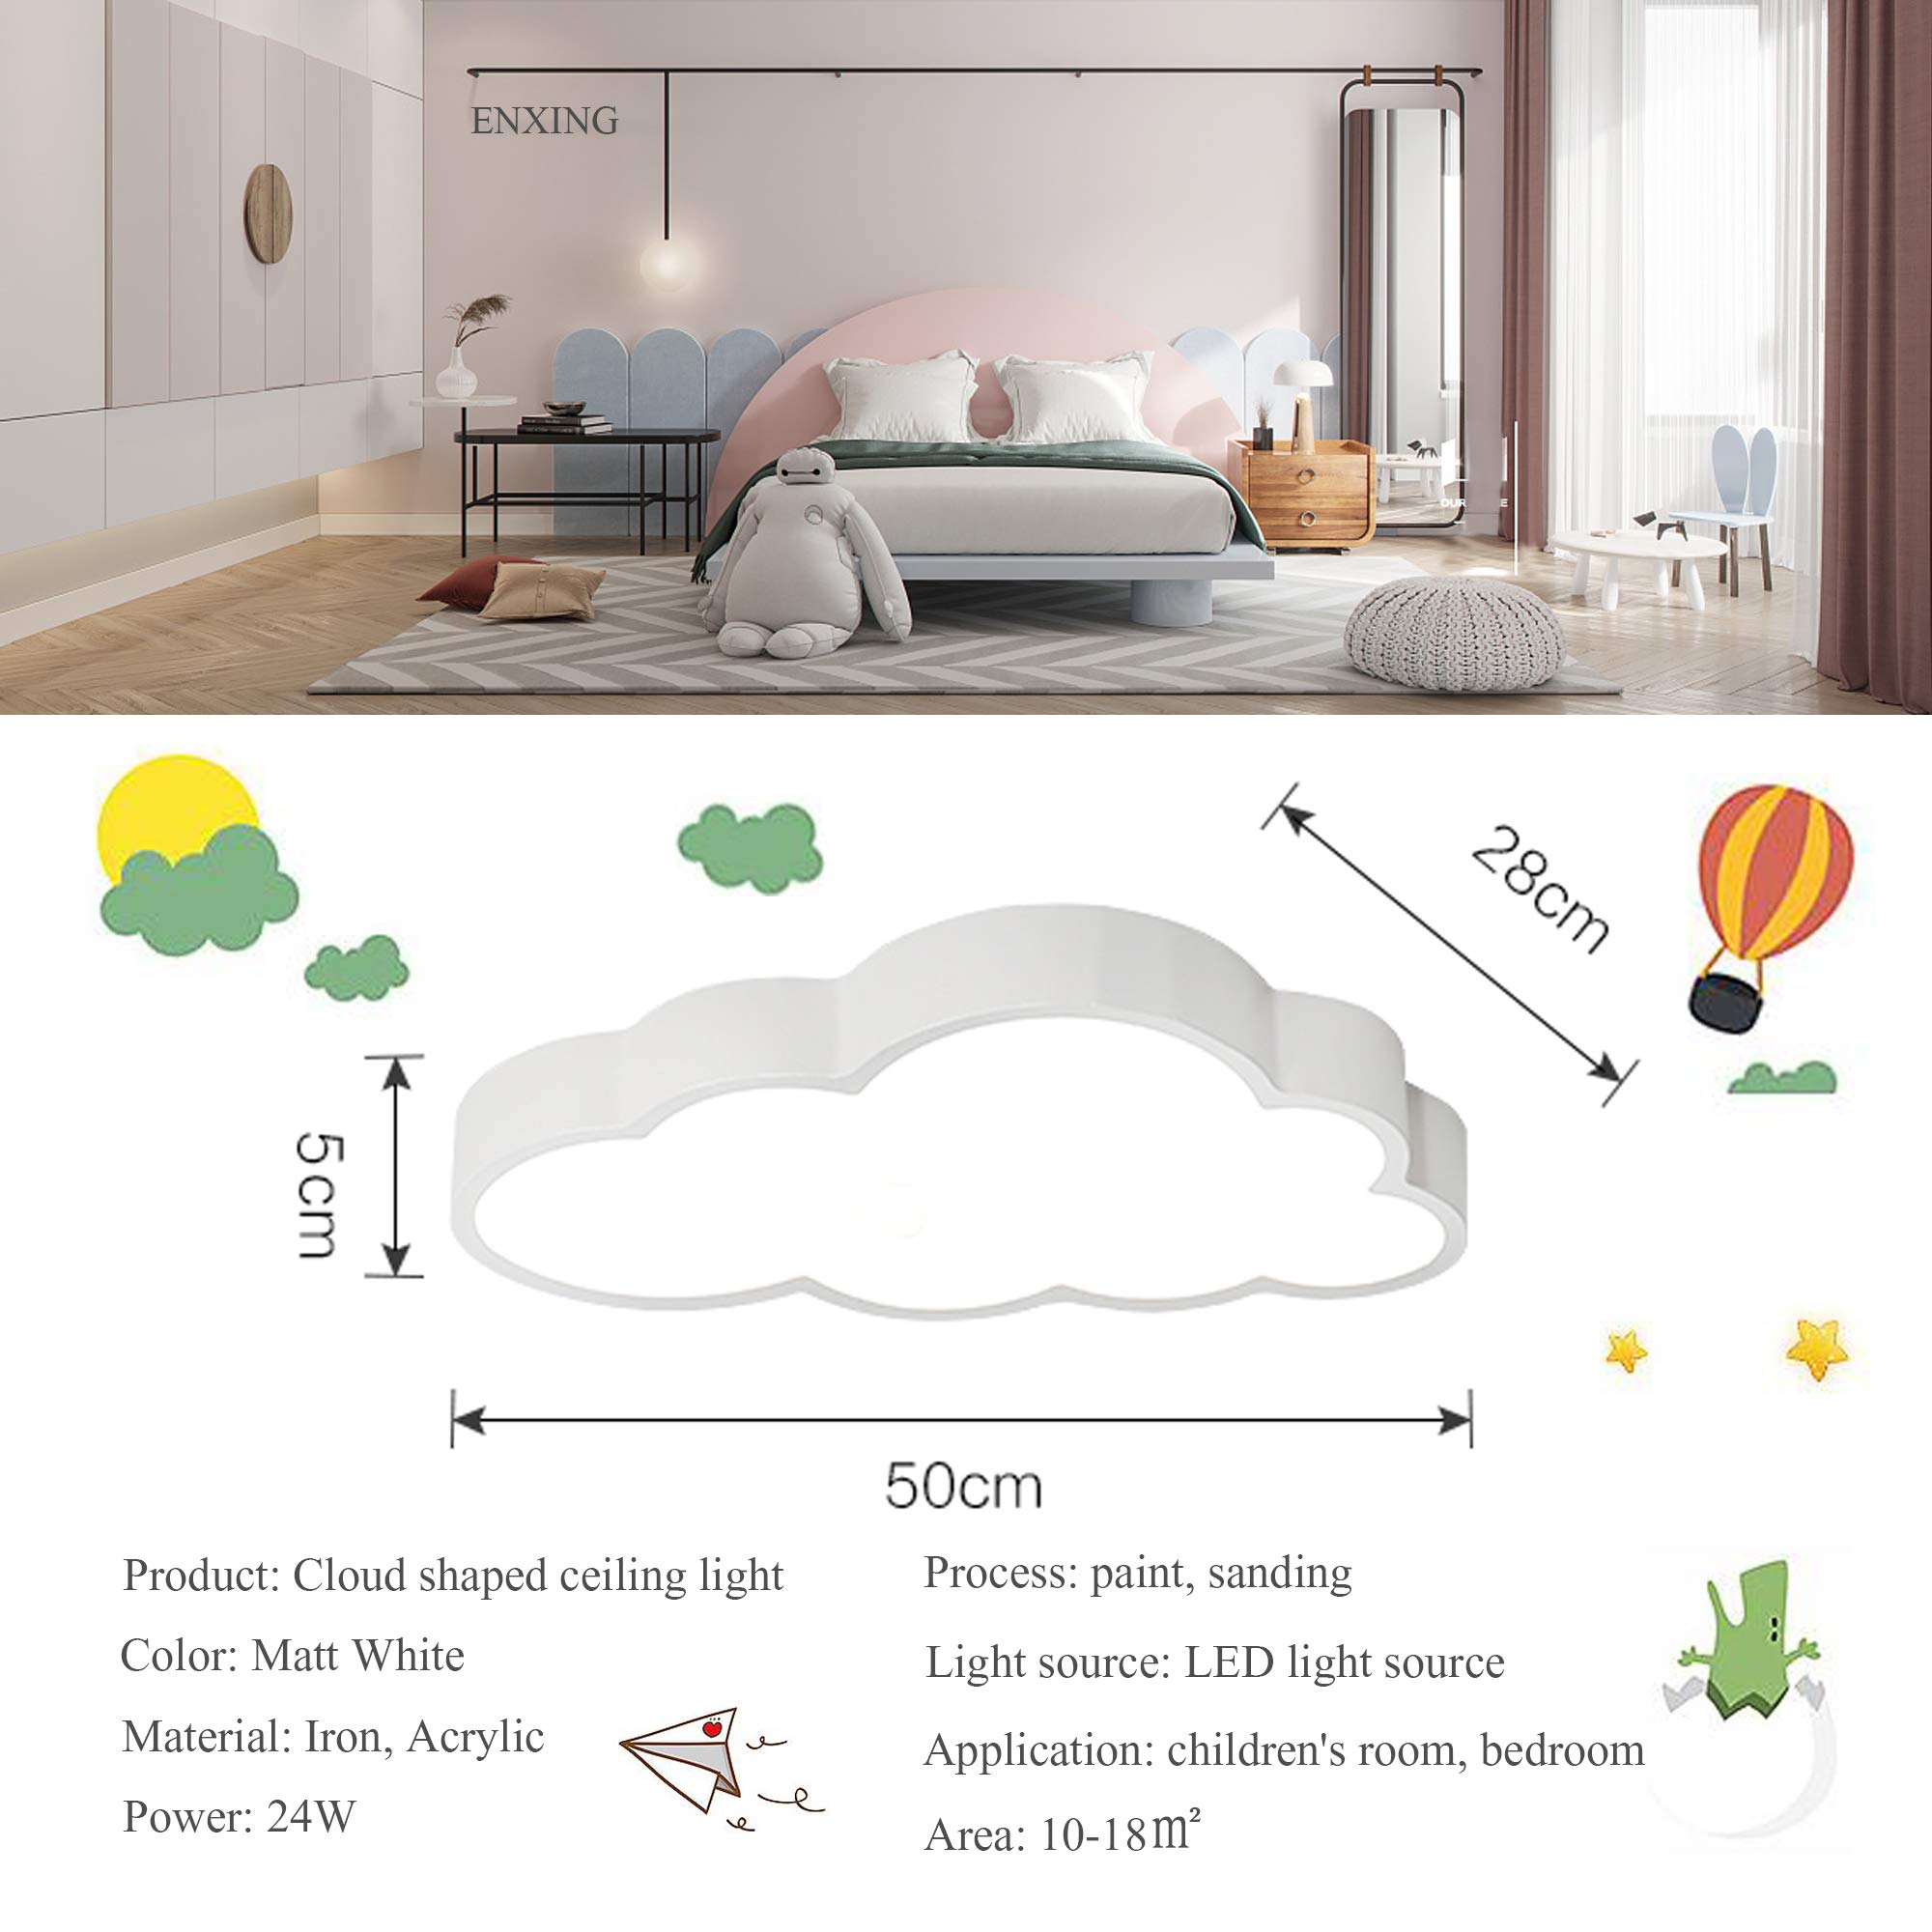 ENXING
OUR E
28cm
5cm
50cm
Product: Cloud shaped ceiling light
Color: Matt White
Material: Iron, Acrylic
Power: 24W
Process: paint, sanding
Light source: LED light source
Application: children's room, bedroom
Area: 10-18m²